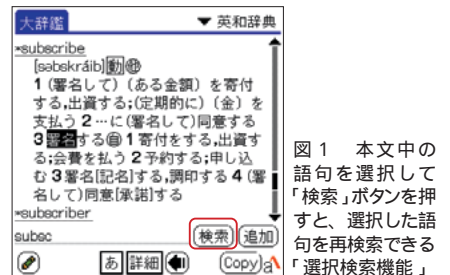 大辞鑑 ▼ 英和辞典
*subscribe
[səbskráib]動他
1 (署名して)(ある金額)を寄付
する,出資する;(定期的に)(金)を
支払う 2 …に(署名して)同意する
3 署名する自 1 寄付をする,出資す
る;会費を払う 2 予約する;申し込
む 3 署名[記名]する,調印する 4 (署
名して)同意[承諾]する
*subscriber
subsc 検索 追加
あ 詳細 Copy a
図1 本文中の
語句を選択して
「検索」ボタンを押
すと、選択した語
句を再検索できる
「選択検索機能」